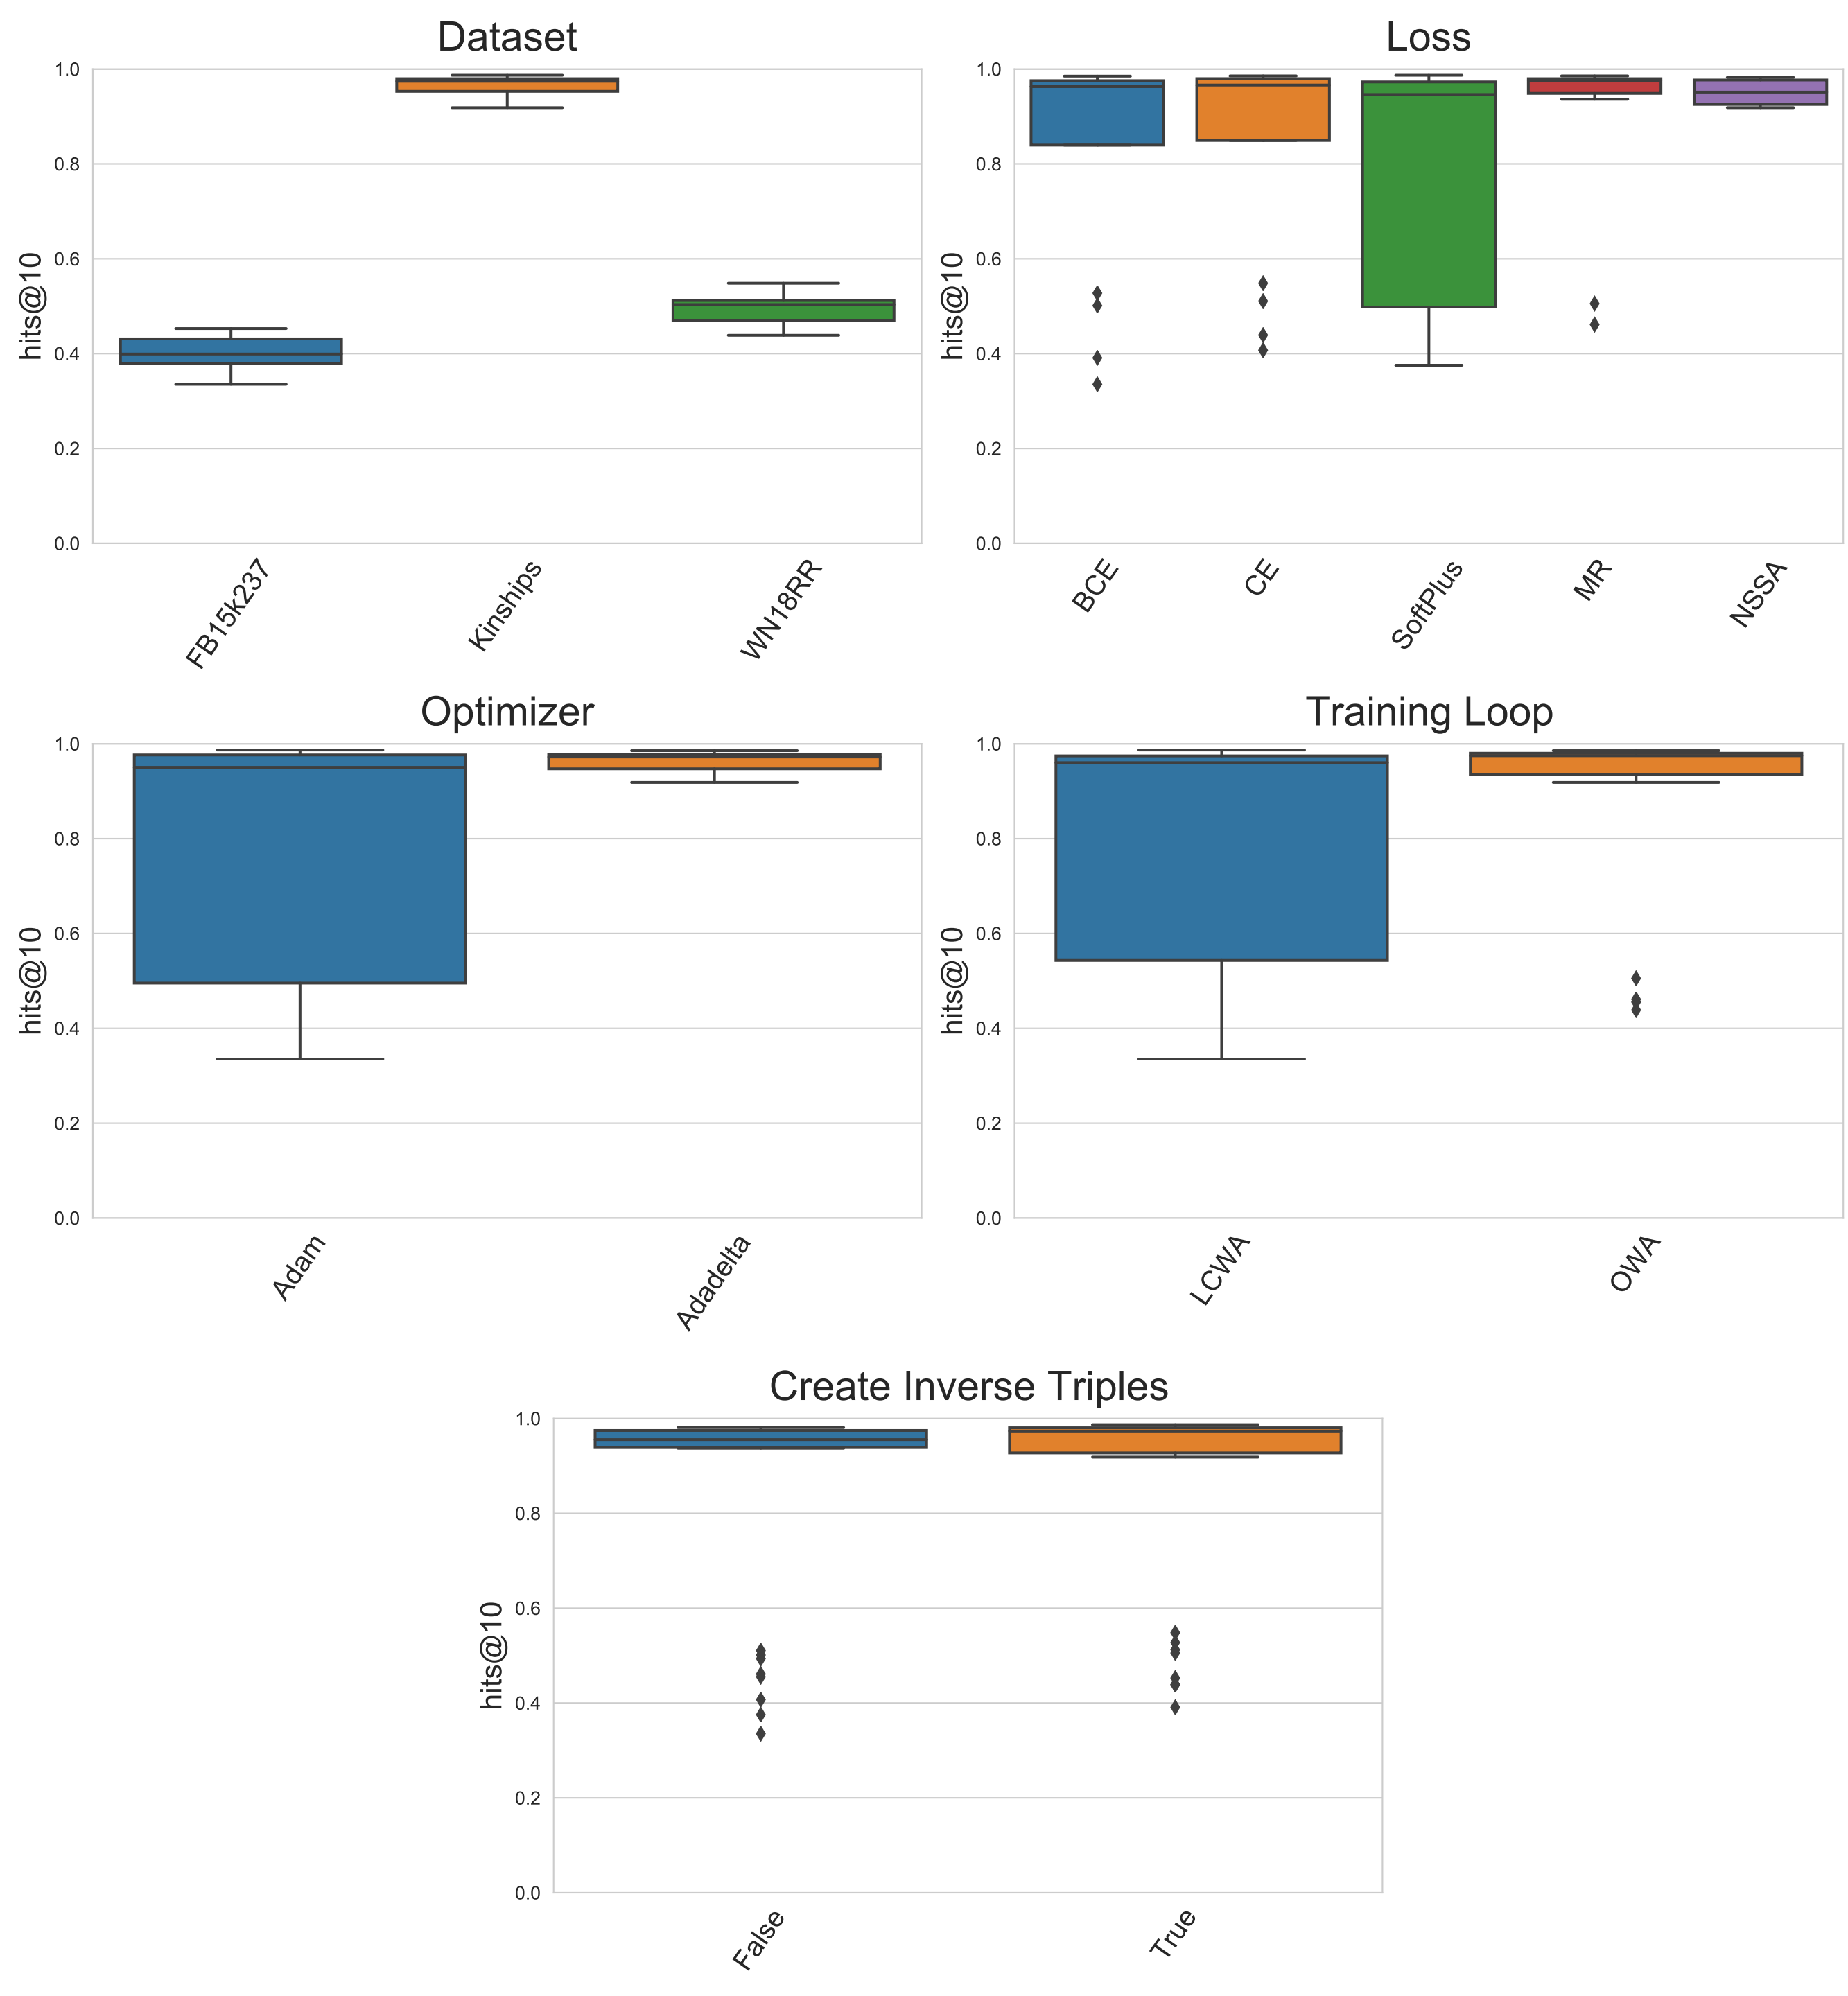 Dataset
1.0
0.8
0.6
0.4
0.2
0.0
hits@10
FB15k237
Kinships
WN18RR
Loss
1.0
0.8
0.6
0.4
0.2
0.0
hits@10
BCE
CE
SoftPlus
MR
NSSA
Optimizer
1.0
0.8
0.6
0.4
0.2
0.0
hits@10
Adam
Adadelta
Training Loop
1.0
0.8
0.6
0.4
0.2
0.0
hits@10
LCWA
OWA
Create Inverse Triples
1.0
0.8
0.6
0.4
0.2
0.0
hits@10
False
True